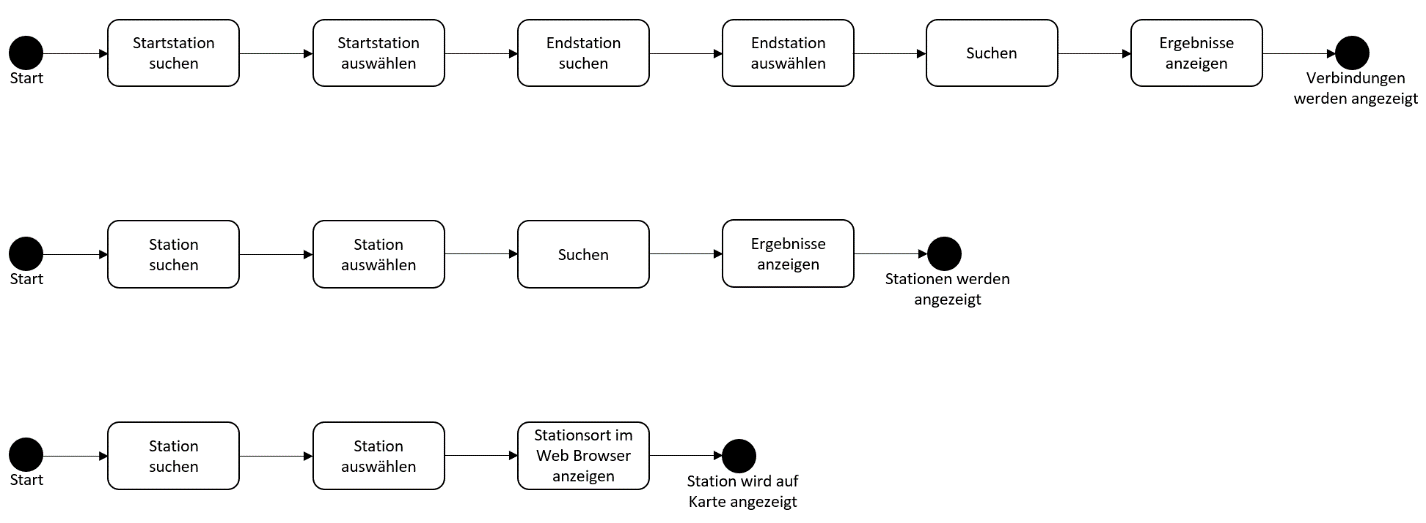 Start
Startstation
suchen
Startstation
auswählen
Endstation
suchen
Endstation
auswählen
Suchen
Ergebnisse
anzeigen
Verbindungen
werden angezeigt
Start
Station
suchen
Station
auswählen
Suchen
Ergebnisse
anzeigen
Stationen werden
angezeigt
Start
Station
suchen
Station
auswählen
Stationsort im
Web Browser
anzeigen
Station wird auf
Karte angezeigt